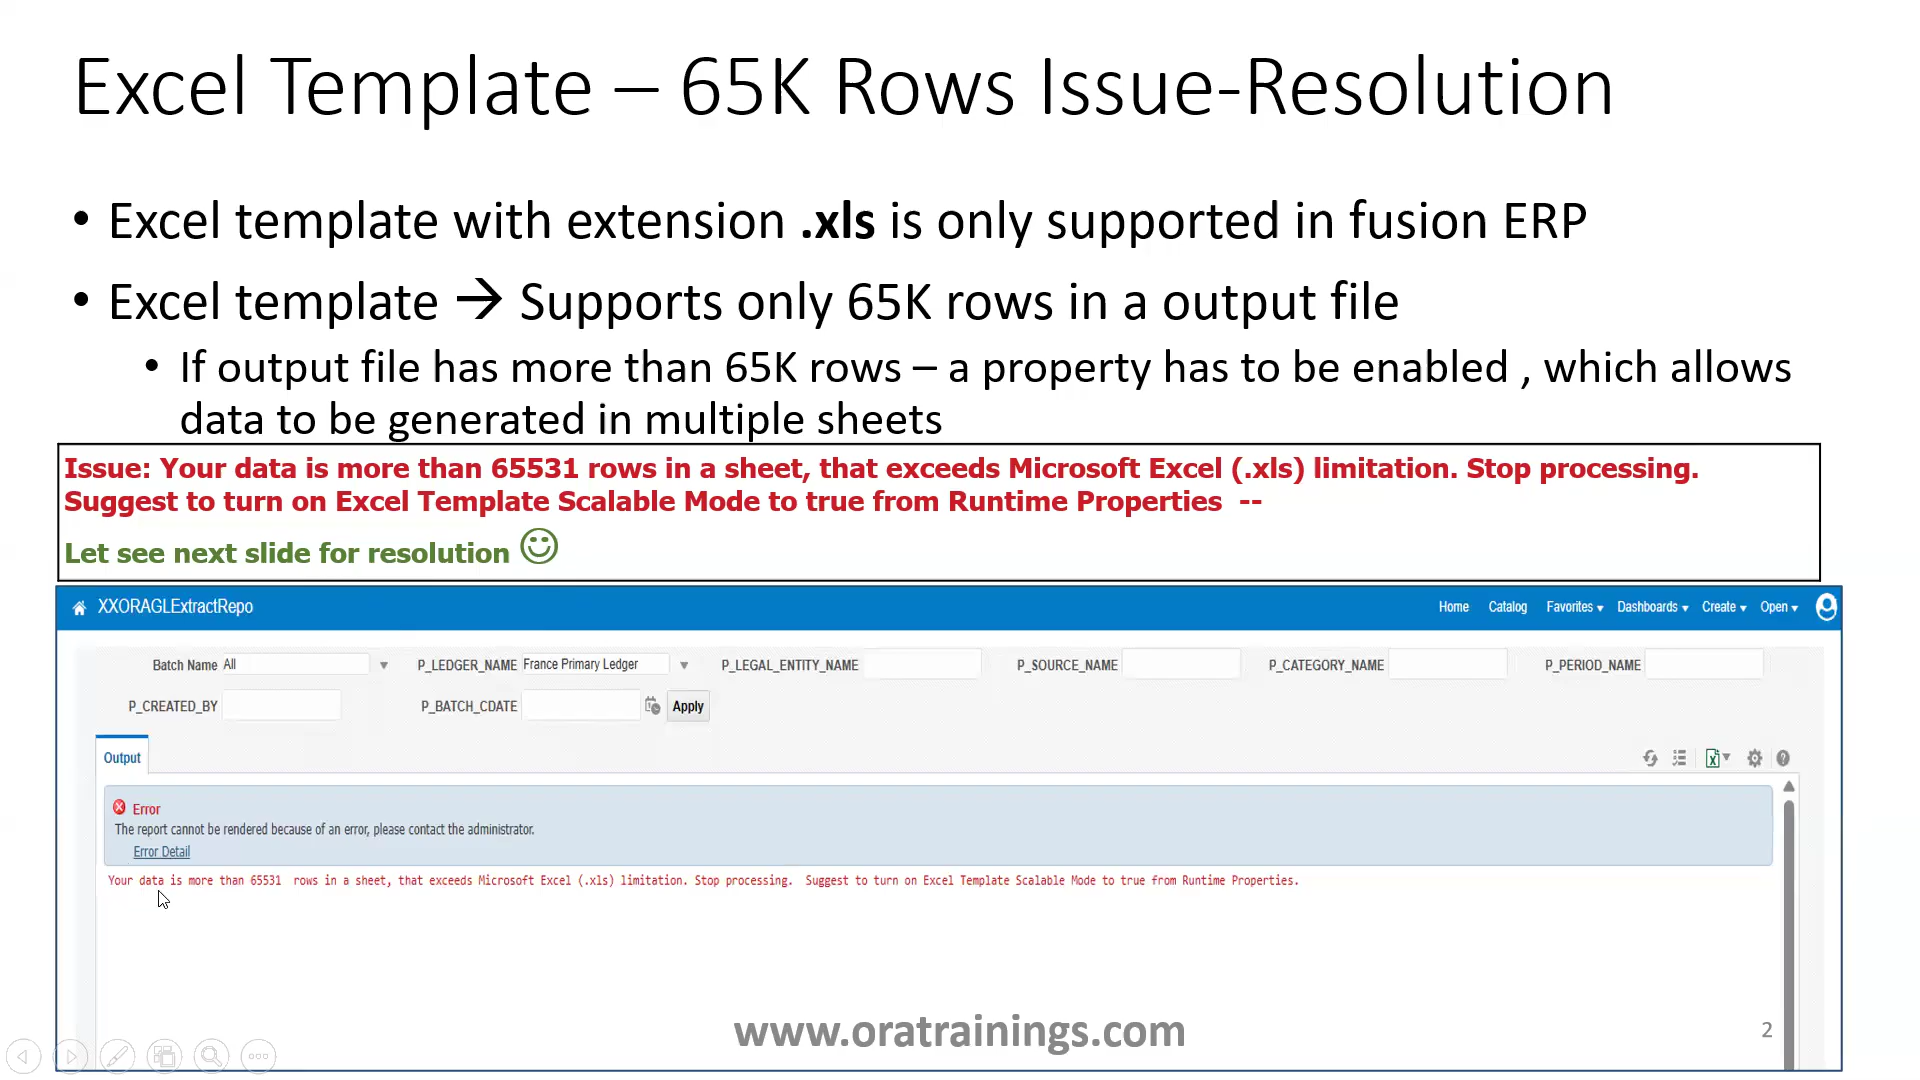 Excel Template – 65K Rows Issue-Resolution
• Excel template with extension .xls is only supported in fusion ERP
• Excel template → Supports only 65K rows in a output file
• If output file has more than 65K rows – a property has to be enabled , which allows
data to be generated in multiple sheets
Issue: Your data is more than 65531 rows in a sheet, that exceeds Microsoft Excel (.xls) limitation. Stop processing.
Suggest to turn on Excel Template Scalable Mode to true from Runtime Properties --
Let see next slide for resolution ☺
XXORAGLExtractRepo Home Catalog Favorites Dashboards Create Open
Batch Name All P_LEDGER_NAME France Primary Ledger P_LEGAL_ENTITY_NAME P_SOURCE_NAME P_CATEGORY_NAME P_PERIOD_NAME
P_CREATED_BY P_BATCH_CDATE Apply
Output
Error
The report cannot be rendered because of an error, please contact the administrator.
Error Detail
Your data is more than 65531 rows in a sheet, that exceeds Microsoft Excel (.xls) limitation. Stop processing. Suggest to turn on Excel Template Scalable Mode to true from Runtime Properties.
www.oratrainings.com
2